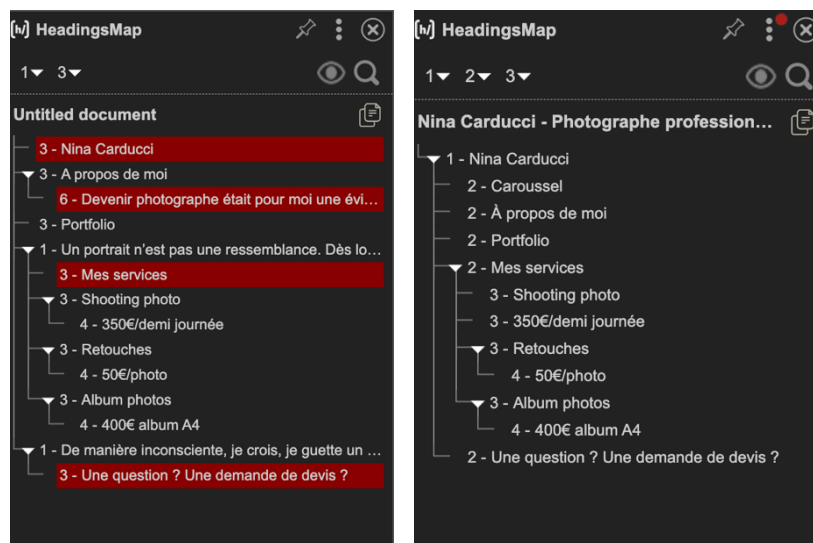 [h/] HeadingsMap
1 3
Untitled document
3 - Nina Carducci
3 - A propos de moi
6 - Devenir photographe était pour moi une évi...
3 - Portfolio
1 - Un portrait n'est pas une ressemblance. Dès lo...
3 - Mes services
3 - Shooting photo
4 - 350€/demi journée
3 - Retouches
4 - 50€/photo
3 - Album photos
4 - 400€ album A4
1 - De manière inconsciente, je crois, je guette un ...
3 - Une question ? Une demande de devis ?
[h/] HeadingsMap
1 2 3
Nina Carducci - Photographe profession...
1 - Nina Carducci
2 - Caroussel
2 - À propos de moi
2 - Portfolio
2 - Mes services
3 - Shooting photo
3 - 350€/demi journée
3 - Retouches
4 - 50€/photo
3 - Album photos
4 - 400€ album A4
2 - Une question ? Une demande de devis ?